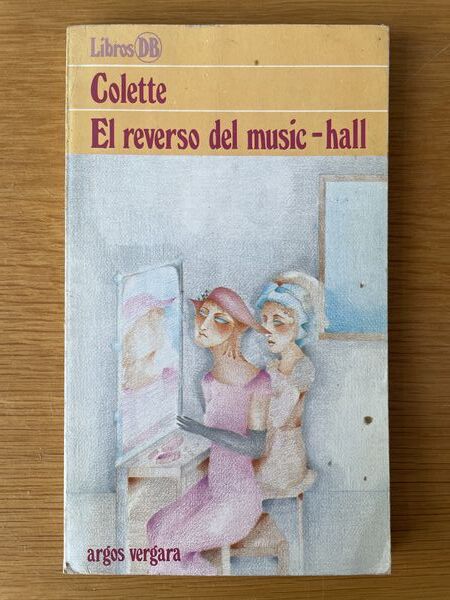 Libros DB
Colette
El reverso del music-hall
argos vergara